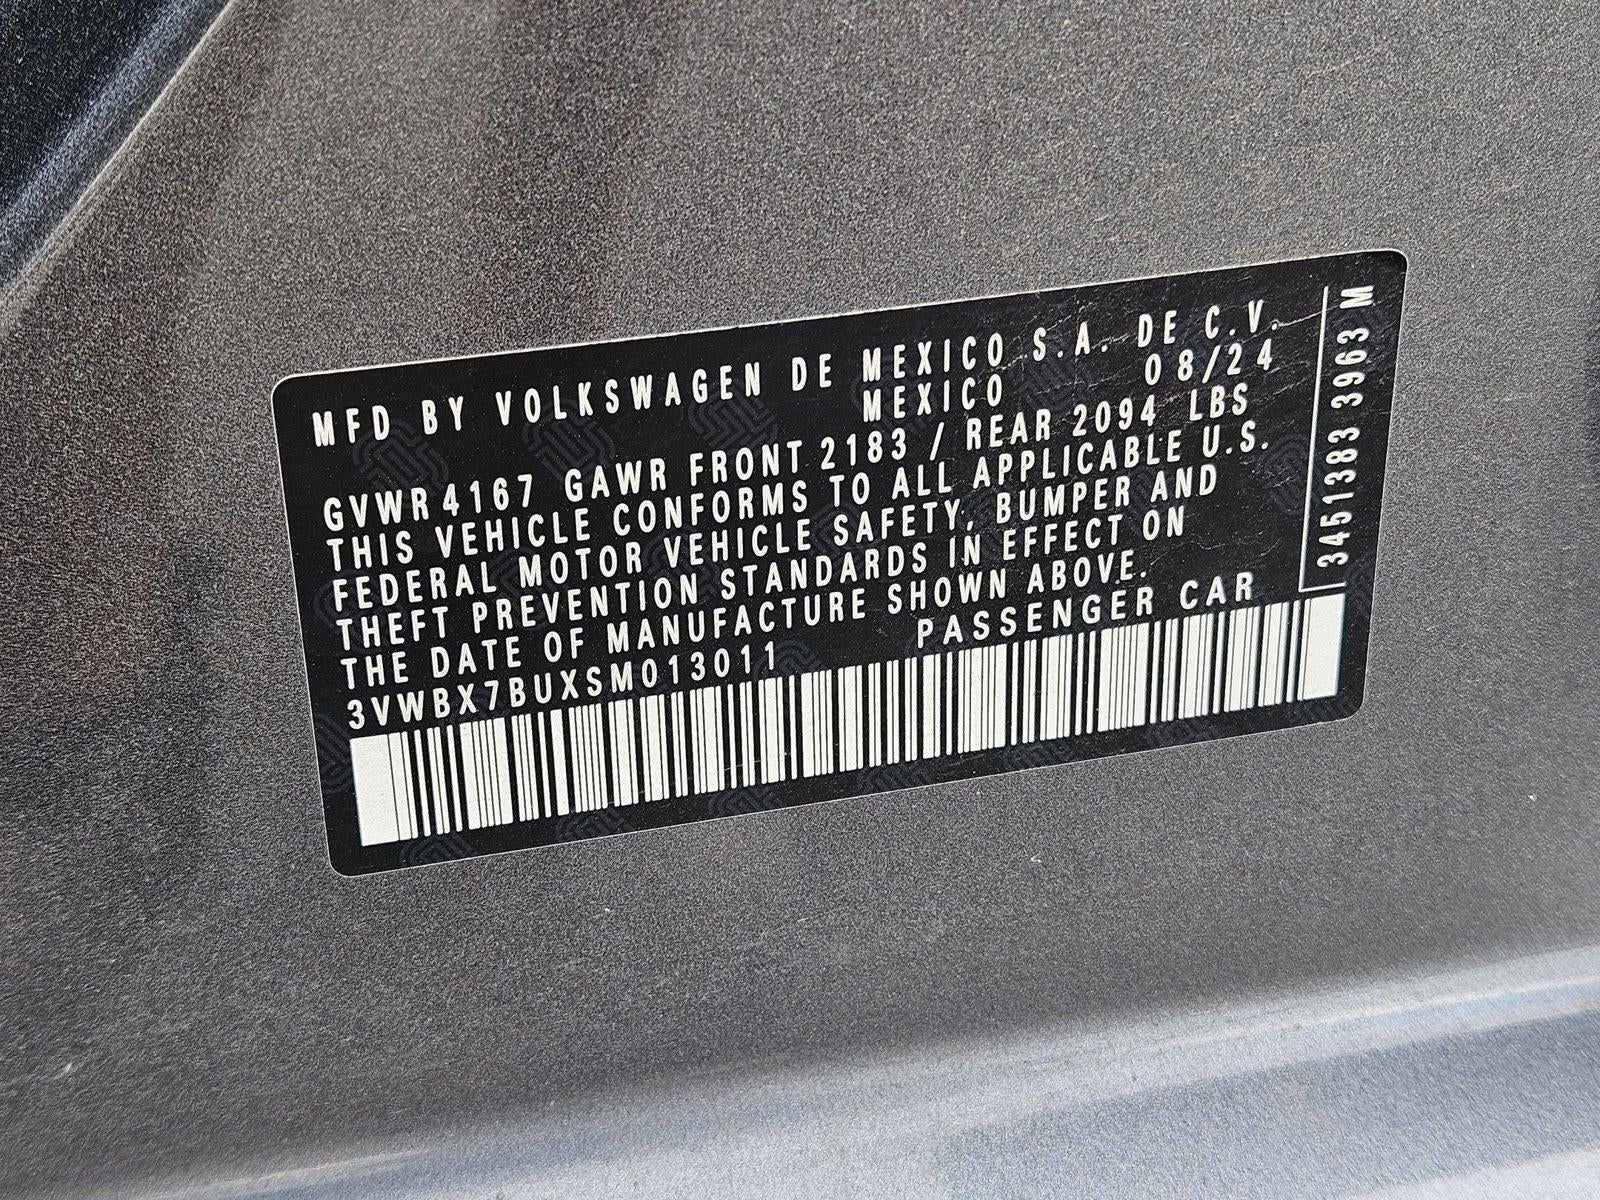 MFD BY VOLKSWAGEN DE MEXICO S.A. DE C.V.
MEXICO 08/24
GVWR 4167 GAWR FRONT 2183 / REAR 2094 LBS
THIS VEHICLE CONFORMS TO ALL APPLICABLE U.S.
FEDERAL MOTOR VEHICLE SAFETY, BUMPER AND
THEFT PREVENTION STANDARDS IN EFFECT ON
THE DATE OF MANUFACTURE SHOWN ABOVE.
3VWBX7BUXSM013011 PASSENGER CAR
3451383 3963 M